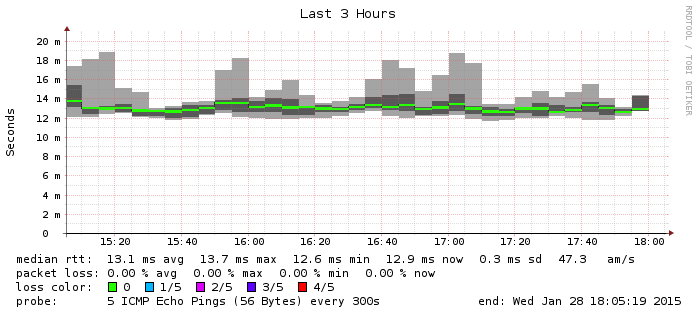 Last 3 Hours
RRDTOOL / TOBI OETIKER
Seconds
20 m
18 m
16 m
14 m
12 m
10 m
8 m
6 m
4 m
2 m
0
15:20 15:40 16:00 16:20 16:40 17:00 17:20 17:40 18:00
median rtt: 13.1 ms avg 13.7 ms max 12.6 ms min 12.9 ms now 0.3 ms sd 47.3 am/s
packet loss: 0.00 % avg 0.00 % max 0.00 % min 0.00 % now
loss color: 0 1/5 2/5 3/5 4/5
probe: 5 ICMP Echo Pings (56 Bytes) every 300s end: Wed Jan 28 18:05:19 2015